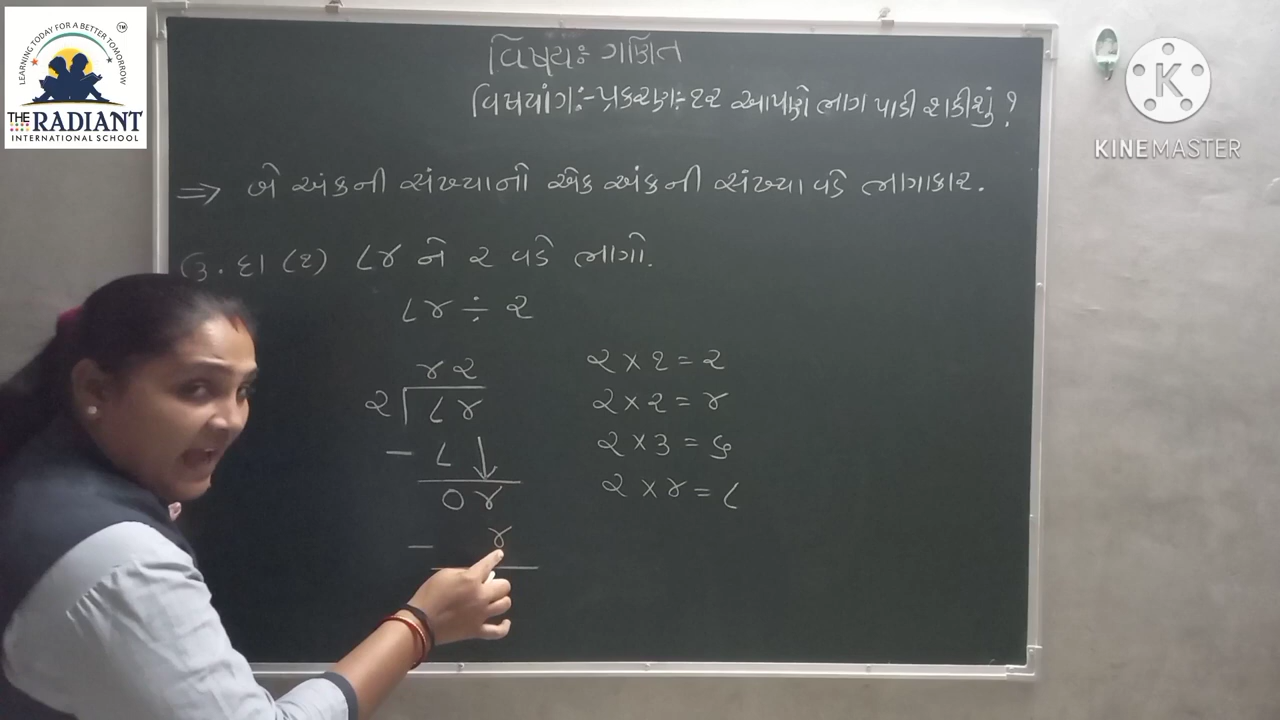 LEARNING TODAY FOR A BETTER TOMORROW
TM
THE RADIANT
INTERNATIONAL SCHOOL
K
KINEMASTER
વિષય:- ગણિત
વિષયાંગ:- પ્રકરણ:- ૧૨ આપણે ભાગ પાડી શકીશું ?
⇒ બે અંકની સંખ્યાનો એક અંકની સંખ્યા વડે ભાગાકાર.
ઉ.દા (૧) ૮૪ ને ૨ વડે ભાગો.
૮૪ ÷ ૨
૪૨
૨ ૮૪
- ૮ ↓
૦૪
- ૪
૨ × ૧ = ૨
૨ × ૨ = ૪
૨ × ૩ = ૬
૨ × ૪ = ૮